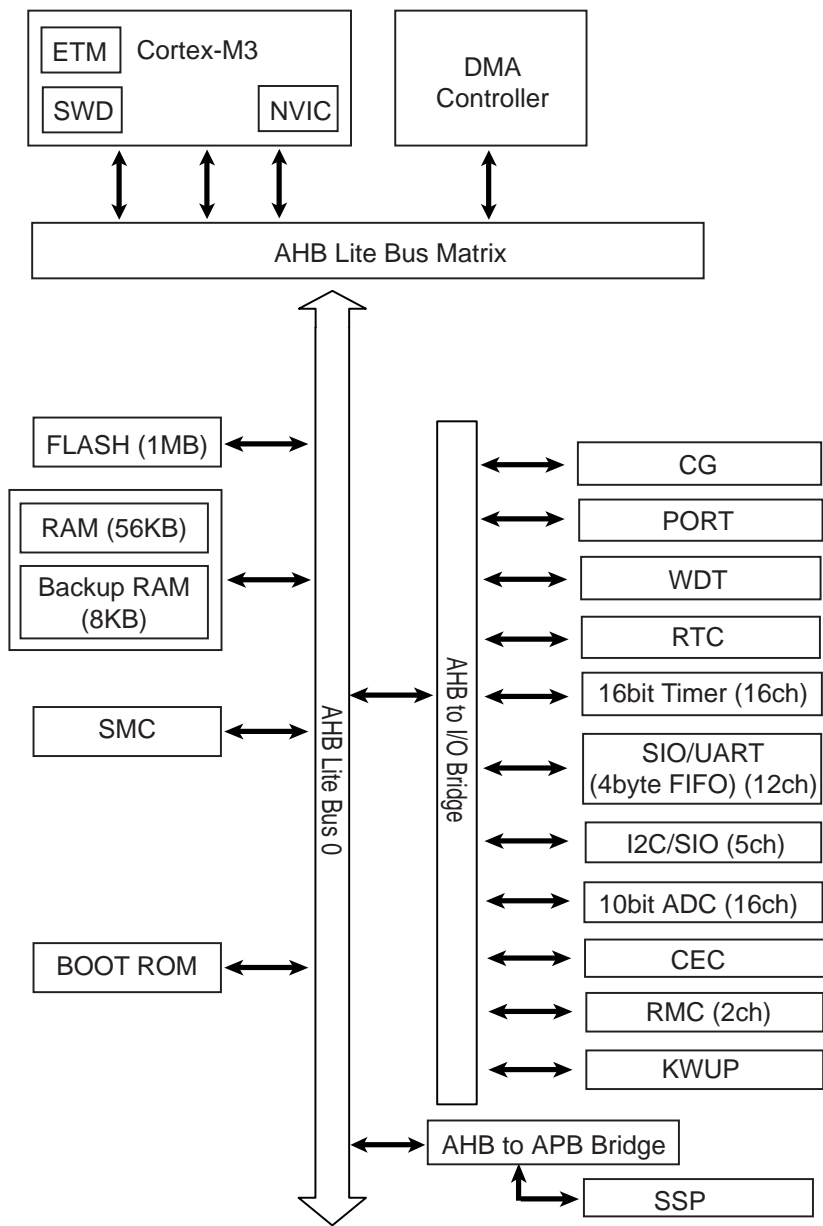 ETM
Cortex-M3
SWD
NVIC
DMA
Controller
AHB Lite Bus Matrix
FLASH (1MB)
RAM (56KB)
Backup RAM
(8KB)
SMC
BOOT ROM
AHB Lite Bus 0
AHB to I/O Bridge
CG
PORT
WDT
RTC
16bit Timer (16ch)
SIO/UART
(4byte FIFO) (12ch)
I2C/SIO (5ch)
10bit ADC (16ch)
CEC
RMC (2ch)
KWUP
AHB to APB Bridge
SSP